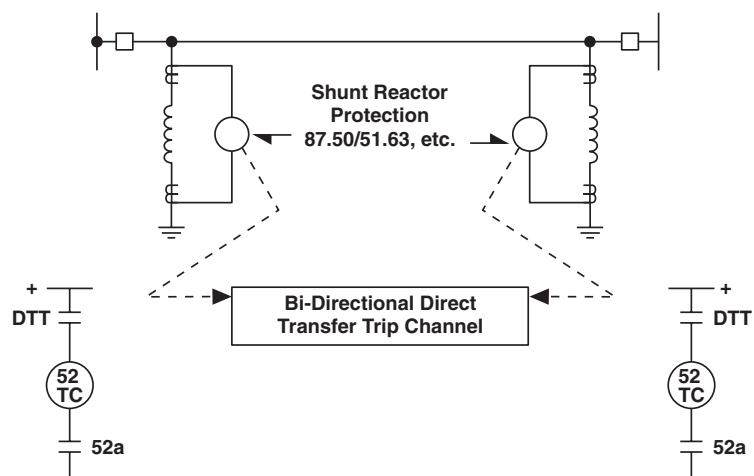 Shunt Reactor
Protection
87.50/51.63, etc.
Bi-Directional Direct
Transfer Trip Channel
+
DTT
52
TC
52a
+
DTT
52
TC
52a